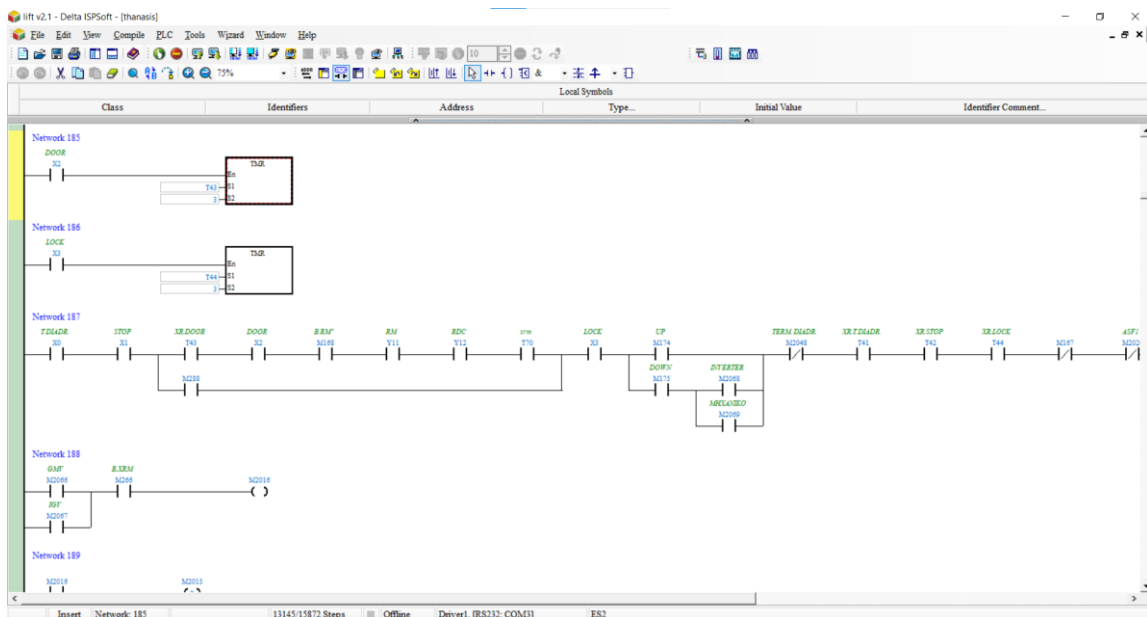 lift v2.1 - Delta ISPSoft - [thanasis]
File Edit View Compile PLC Tools Wizard Window Help
10
75%
Local Symbols
Class Identifiers Address Type... Initial Value Identifier Comment...
Network 185
DOOR
X2
TMR
En
T43 S1
3 S2
Network 186
LOCK
X3
TMR
En
T44 S1
3 S2
Network 187
T.DIADR STOP XR.DOOR DOOR RM RDC LOCK UP TERM.DIADR XR.T.DIADR XR.STOP XR.LOCK
X0 X1 T43 X2 M168 Y11 Y12 T70 X3 M174 M2048 T41 T42 T44 M167 M202
DOWN INVERTER
M288 M175 M2068
MHXANIKO
M2069
Network 188
B.XRM
M2066 M266 M2016
M2067
Network 189
M2016 M2015
Insert Network: 185 13145/15872 Steps Offline Driver1, [RS232: COM3] ES2